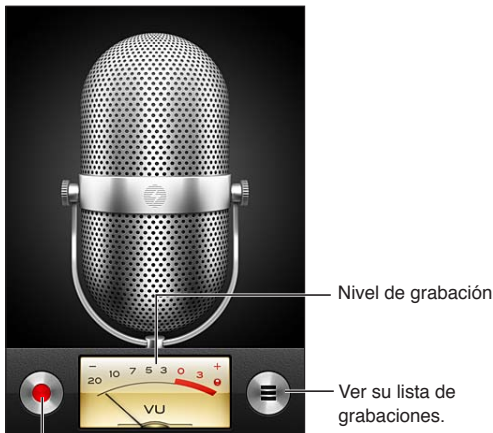 Nivel de grabación
- 20 10 7 5 3 0 3 +
VU
Ver su lista de
grabaciones.